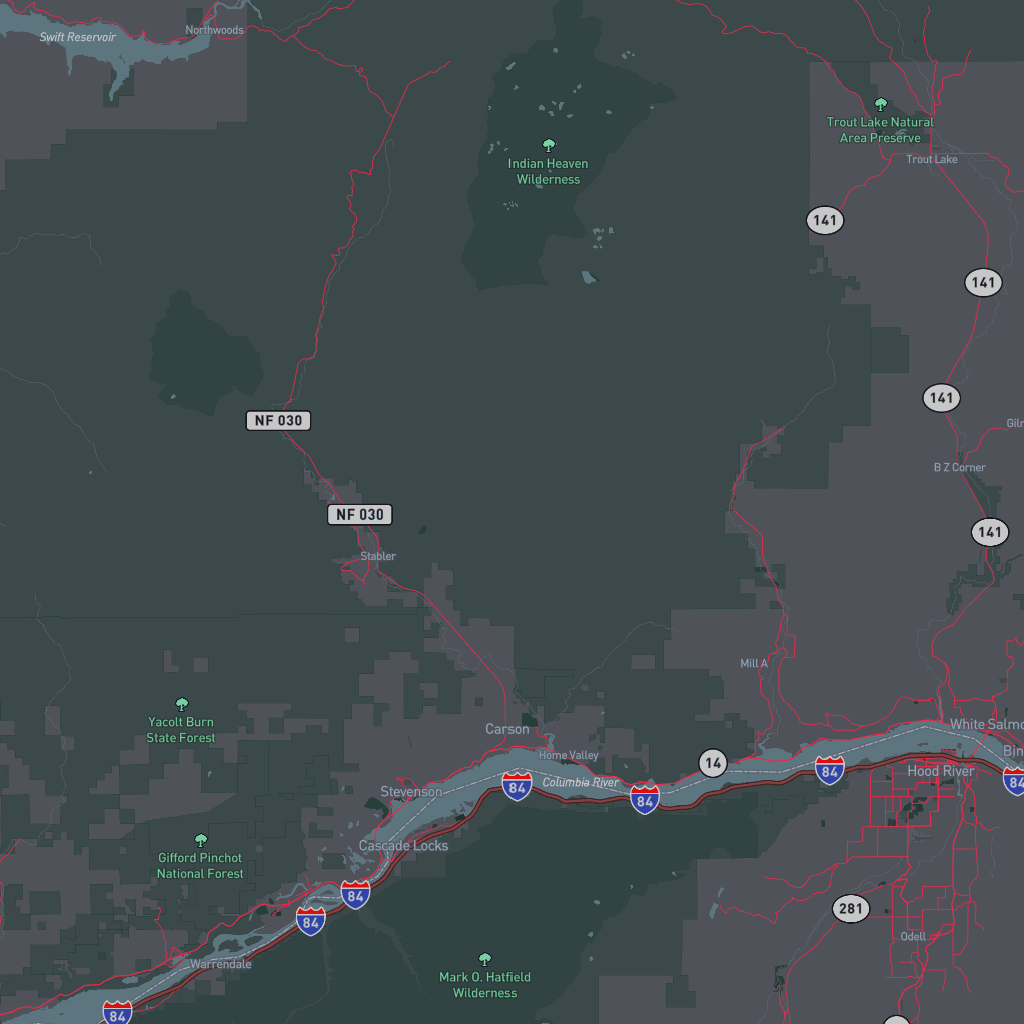 Northwoods
Swift Reservoir
Trout Lake Natural
Area Preserve
Trout Lake
Indian Heaven
Wilderness
141
141
141
NF 030
B Z Corner
NF 030
141
Stabler
Mill A
Yacolt Burn
State Forest
White Salmo
Carson
Home Valley
14
Bin
84
Hood River
84
Columbia River
84
84
Stevenson
Cascade Locks
Gifford Pinchot
National Forest
84
281
84
Odell
Warrendale
Mark O. Hatfield
Wilderness
84